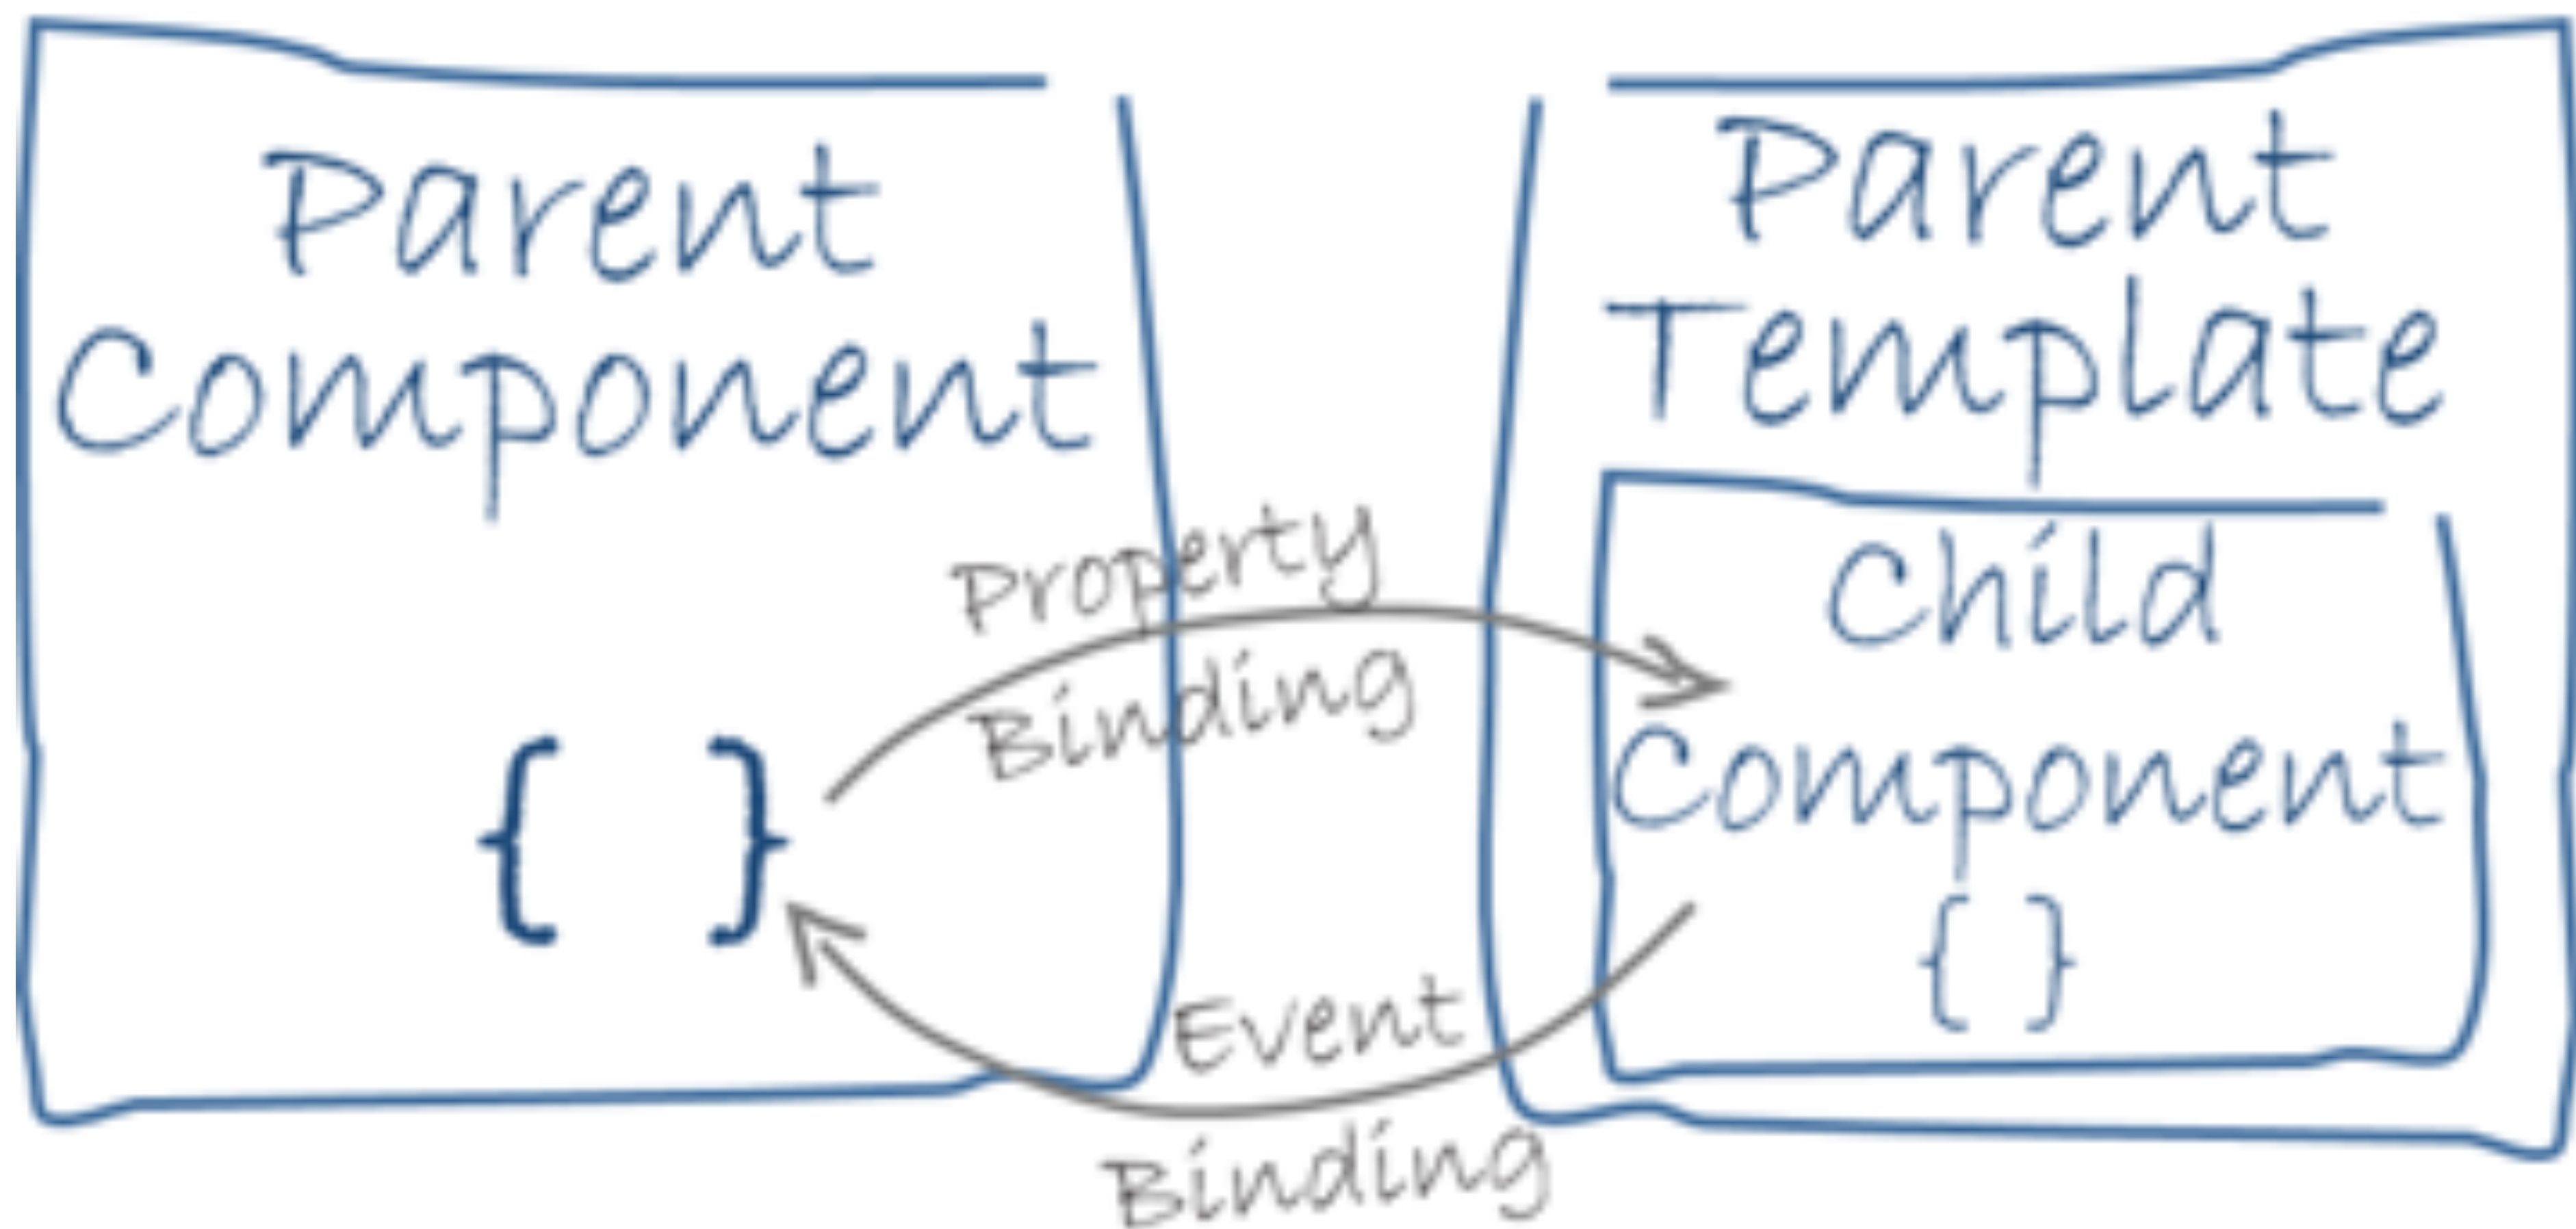 Parent
Component
{ }
Property
Binding
Event
Binding
Parent
Template
Child
Component
{ }